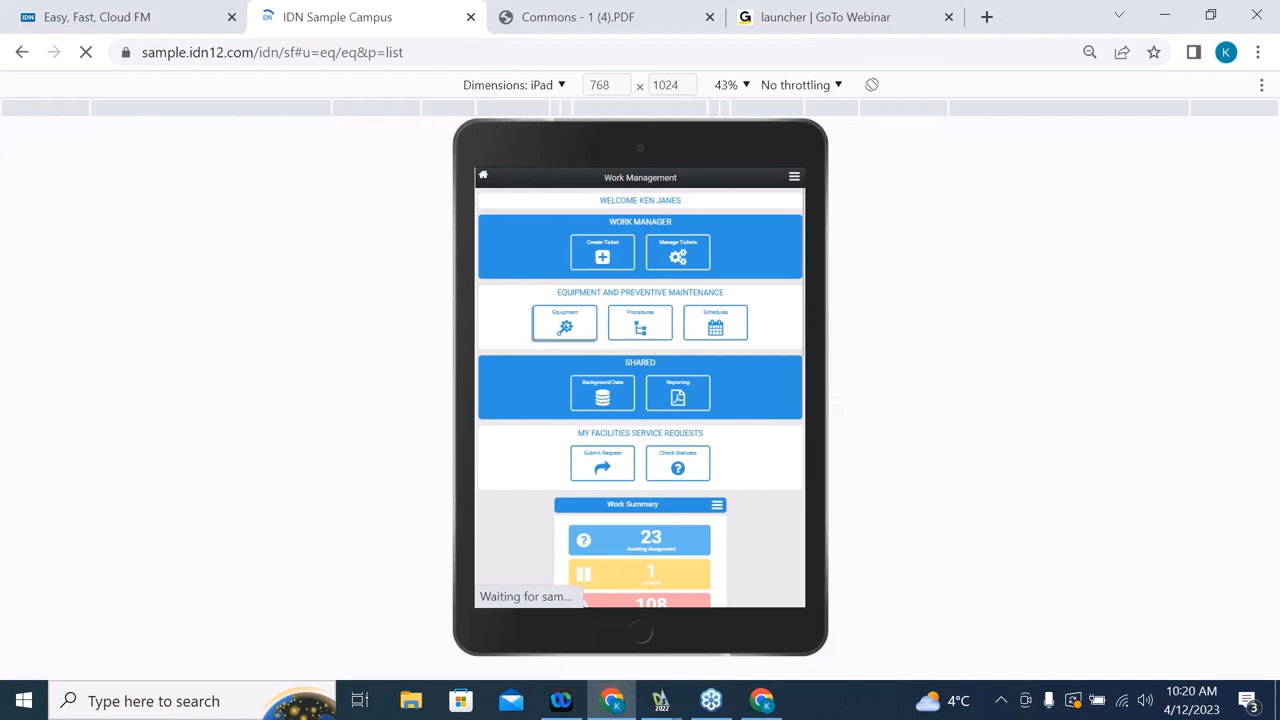 Easy, Fast, Cloud FM
IDN Sample Campus
Commons - 1 (4).PDF
launcher | GoTo Webinar
sample.idn12.com/idn/sf#u=eq/eq&p=list
K
Dimensions: iPad
768 × 1024
43%
No throttling
Work Management
WELCOME KEN JANES
WORK MANAGER
Create Ticket
Manage Tickets
EQUIPMENT AND PREVENTIVE MAINTENANCE
Equipment
Procedures
Schedules
SHARED
Background Data
Reporting
MY FACILITIES SERVICE REQUESTS
Submit Request
Check Statuses
Work Summary
23
Awaiting Assignment
1
108
Waiting for sam...
Type here to search
2022
4°C
10:20 AM
4/12/2023
3